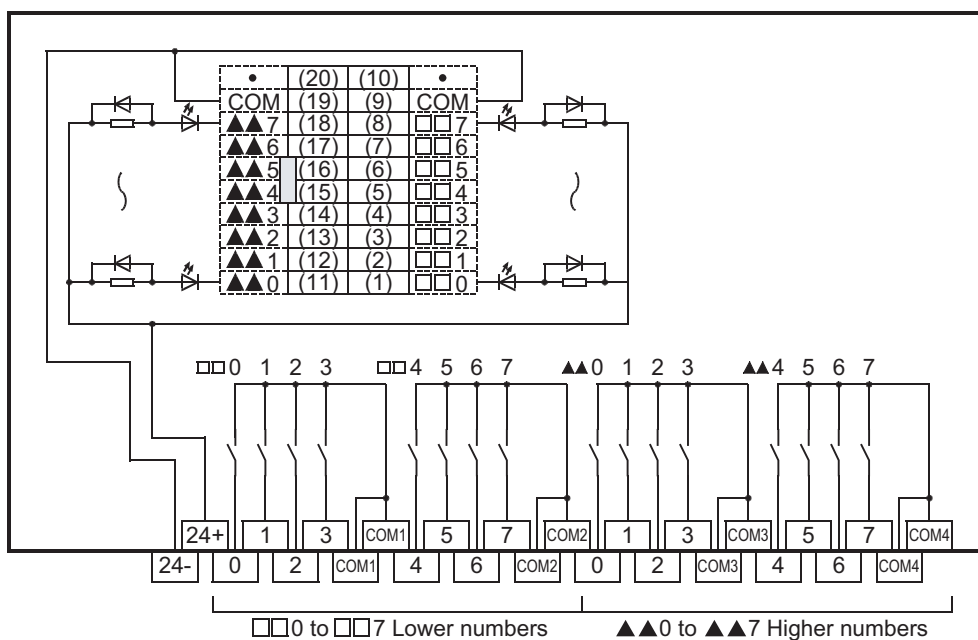 • (20) (10) •
COM (19) (9) COM
▲▲7 (18) (8) □□7
▲▲6 (17) (7) □□6
▲▲5 (16) (6) □□5
▲▲4 (15) (5) □□4
▲▲3 (14) (4) □□3
▲▲2 (13) (3) □□2
▲▲1 (12) (2) □□1
▲▲0 (11) (1) □□0
□□0 1 2 3 □□4 5 6 7 ▲▲0 1 2 3 ▲▲4 5 6 7
24+ 1 3 COM1 5 7 COM2 1 3 COM3 5 7 COM4
24- 0 2 COM1 4 6 COM2 0 2 COM3 4 6 COM4
□□0 to □□7 Lower numbers ▲▲0 to ▲▲7 Higher numbers